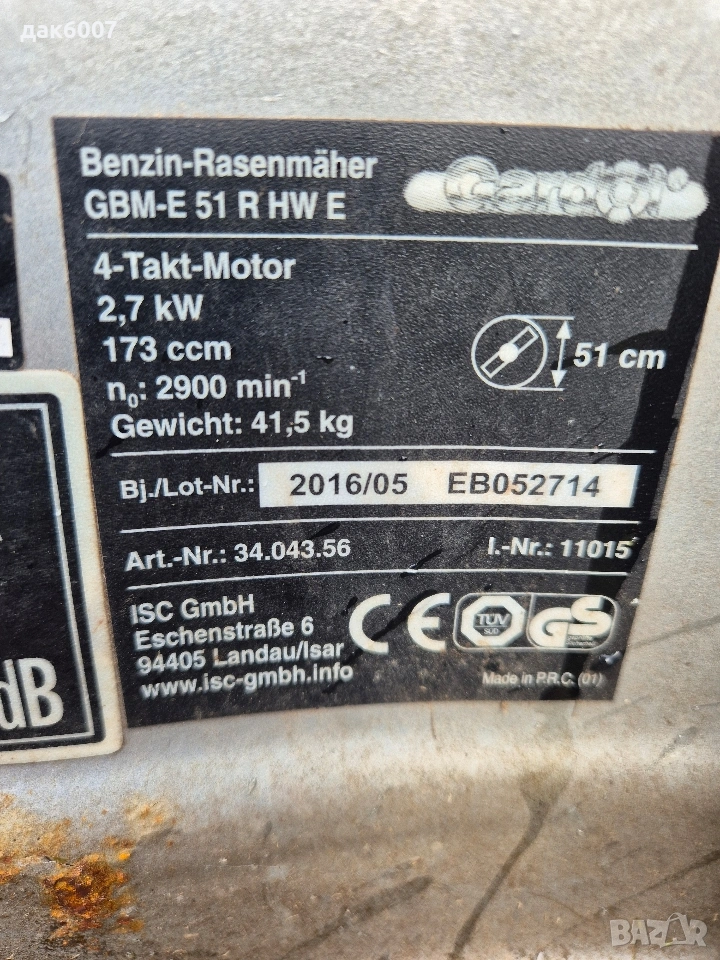 дак6007
Benzin-Rasenmäher
GBM-E 51 R HW E
4-Takt-Motor
2,7 kW
173 ccm
n₀: 2900 min⁻¹
Gewicht: 41,5 kg
51 cm
Bj./Lot-Nr.: 2016/05 EB052714
Art.-Nr.: 34.043.56 I.-Nr.: 11015
ISC GmbH
Eschenstraße 6
94405 Landau/Isar
www.isc-gmbh.info
CE
TÜV
SÜD
GS
Made in P.R.C. (01)
dB
BAZAR